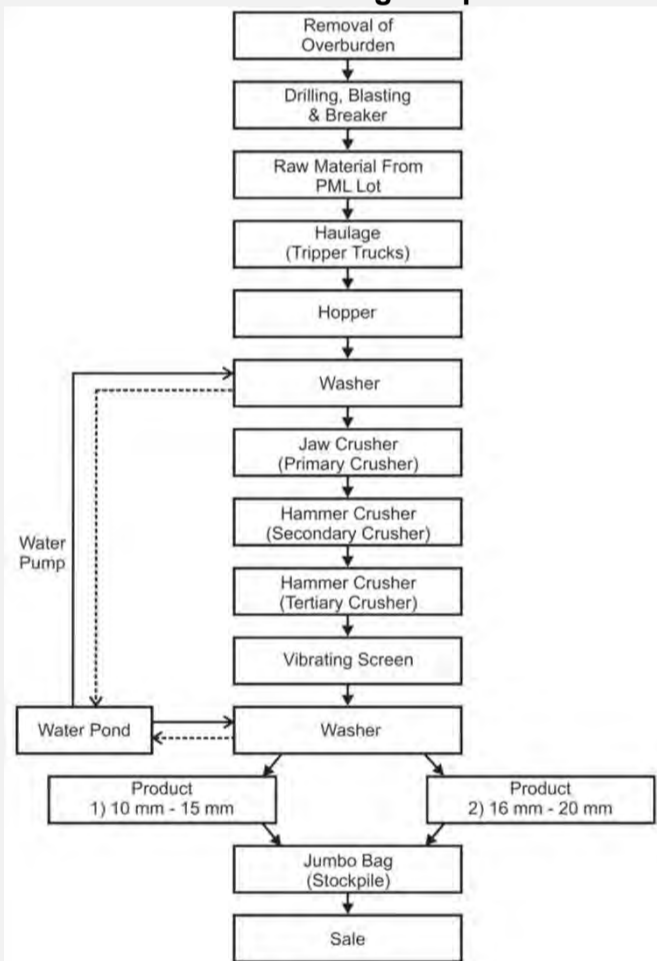 Removal of
Overburden
Drilling, Blasting
& Breaker
Raw Material From
PML Lot
Haulage
(Tripper Trucks)
Hopper
Washer
Jaw Crusher
(Primary Crusher)
Hammer Crusher
(Secondary Crusher)
Water
Pump
Hammer Crusher
(Tertiary Crusher)
Vibrating Screen
Water Pond
Washer
Product
1) 10 mm - 15 mm
Product
2) 16 mm - 20 mm
Jumbo Bag
(Stockpile)
Sale